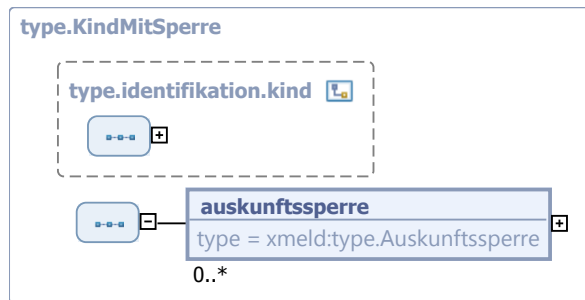 type.KindMitSperre
type.identifikation.kind
auskunftssperre
type = xmeld:type.Auskunftssperre
0..*